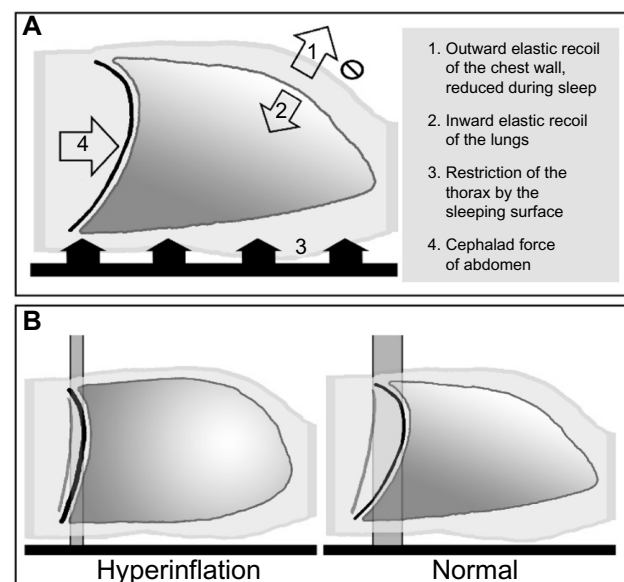 A
1
2
4
3
1. Outward elastic recoil
of the chest wall,
reduced during sleep
2. Inward elastic recoil
of the lungs
3. Restriction of the
thorax by the
sleeping surface
4. Cephalad force
of abdomen
B
Hyperinflation
Normal